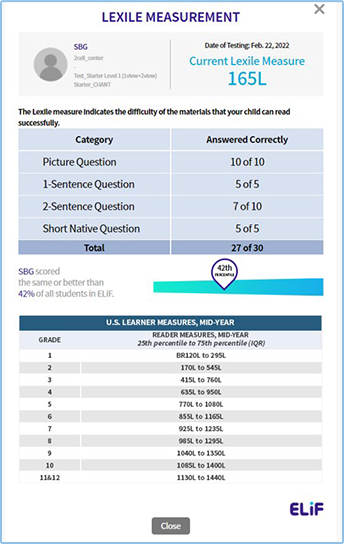 LEXILE MEASUREMENT
SBG
2cell_center
-
Test_Starter Level 1 (1view+2view)
Starter_CHANT
Date of Testing: Feb. 22, 2022
Current Lexile Measure
165L
The Lexile measure indicates the difficulty of the materials that your child can read
successfully.
Category Answered Correctly
Picture Question 10 of 10
1-Sentence Question 5 of 5
2-Sentence Question 7 of 10
Short Native Question 5 of 5
Total 27 of 30
SBG scored
the same or better than
42% of all students in ELiF.
42th
PERCENTILE
U.S. LEARNER MEASURES, MID-YEAR
GRADE READER MEASURES, MID-YEAR
25th percentile to 75th percentile (IQR)
1 BR120L to 295L
2 170L to 545L
3 415L to 760L
4 635L to 950L
5 770L to 1080L
6 855L to 1165L
7 925L to 1235L
8 985L to 1295L
9 1040L to 1350L
10 1085L to 1400L
11&12 1130L to 1440L
ELiF
Close